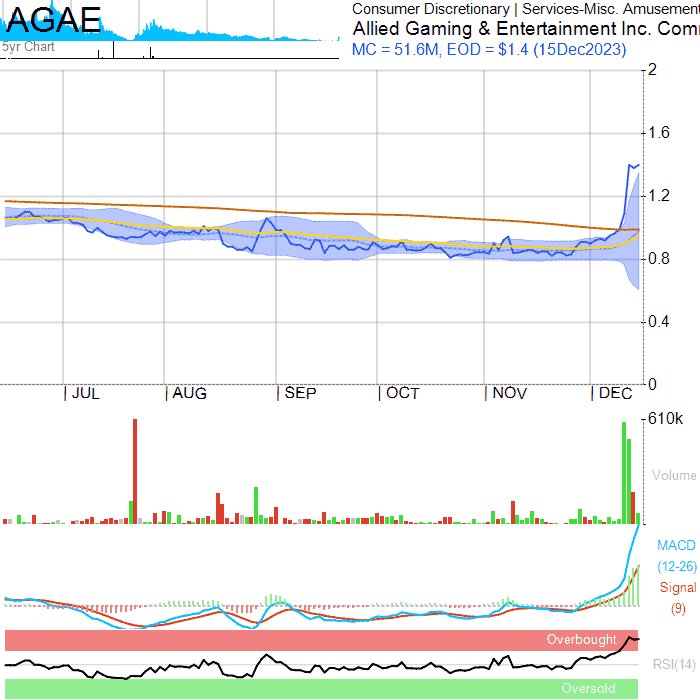 AGAE
5yr Chart
Consumer Discretionary | Services-Misc. Amusement
Allied Gaming & Entertainment Inc. Com
MC = 51.6M, EOD = $1.4 (15Dec2023)
2
1.6
1.2
0.8
0.4
0
JUL AUG SEP OCT NOV DEC
610k
Volume
MACD
(12-26)
Signal
(9)
Overbought
RSI(14)
Oversold